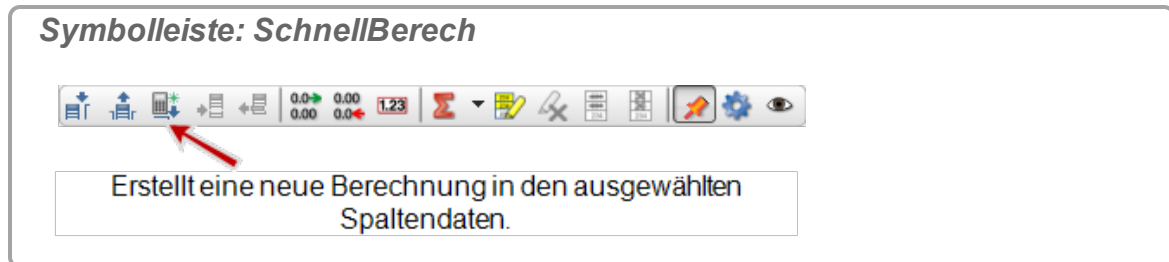 Symbolleiste: SchnellBerech
0.0 0.00 1.23
0.00 0.0
Erstellt eine neue Berechnung in den ausgewählten
Spaltendaten.